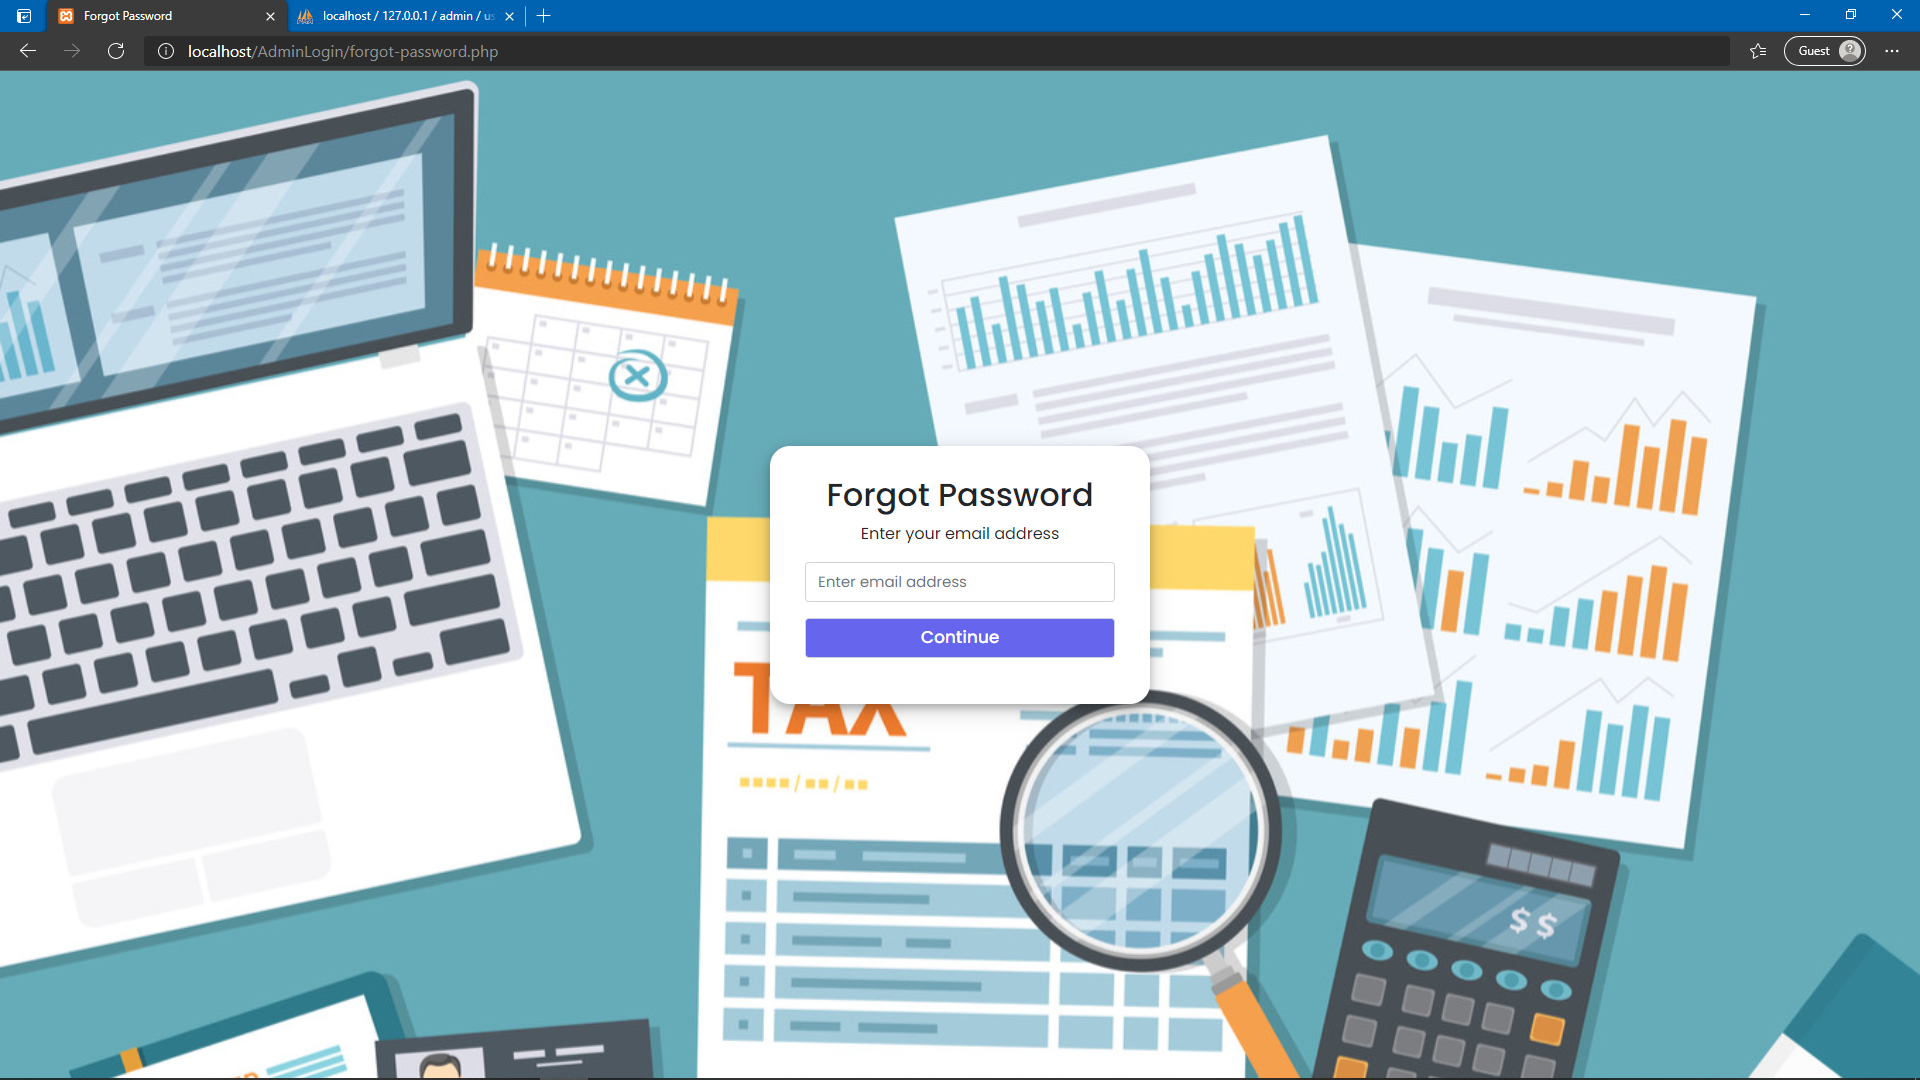 Forgot Password
localhost / 127.0.0.1 / admin / us
localhost/AdminLogin/forgot-password.php
Guest
Forgot Password
Enter your email address
Enter email address
Continue
TAX
$ $